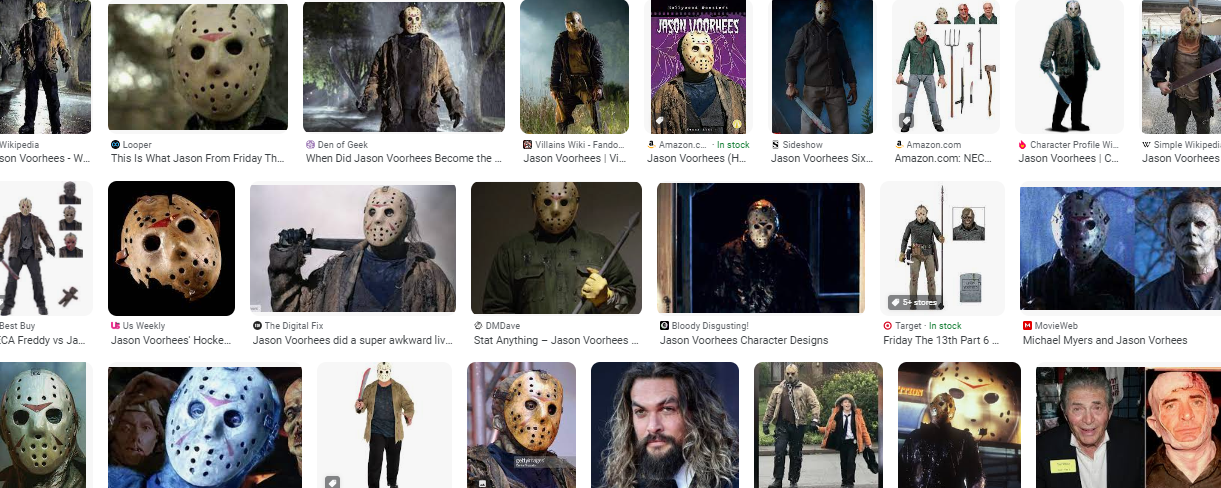 Hollywood Monsters
JASON VOORHEES
Wikipedia
son Voorhees - W...
Looper
This Is What Jason From Friday Th...
Den of Geek
When Did Jason Voorhees Become the ...
Villains Wiki - Fando...
Jason Voorhees | Vi...
Amazon.c... · In stock
Jason Voorhees (H...
Sideshow
Jason Voorhees Six...
Amazon.com
Amazon.com: NEC...
Character Profile Wi...
Jason Voorhees | C...
Simple Wikipedia
Jason Voorhees
Best Buy
ECA Freddy vs Ja...
Us Weekly
Jason Voorhees' Hocke...
The Digital Fix
Jason Voorhees did a super awkward liv...
DMDave
Stat Anything – Jason Voorhees ...
Bloody Disgusting!
Jason Voorhees Character Designs
5+ stores
Target · In stock
Friday The 13th Part 6 ...
MovieWeb
Michael Myers and Jason Vorhees
gettyimages